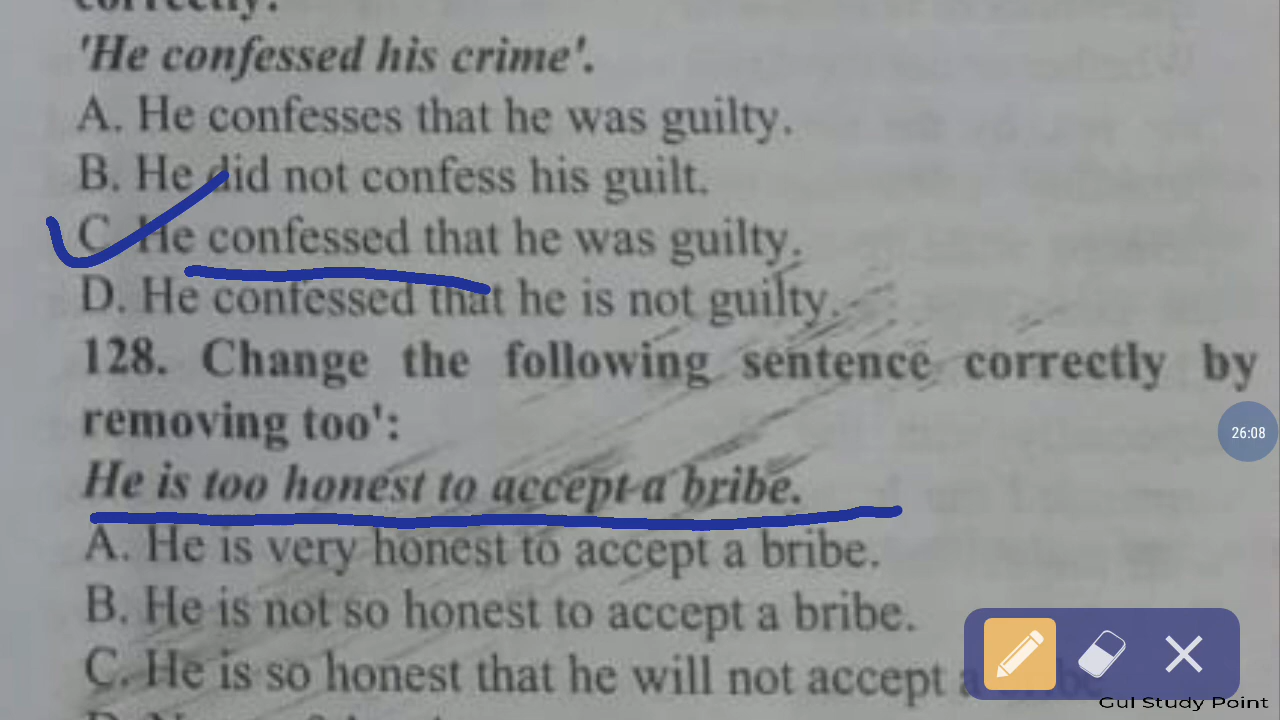 correctly:
'He confessed his crime'.
A. He confesses that he was guilty.
B. He did not confess his guilt.
C. He confessed that he was guilty.
D. He confessed that he is not guilty.
128. Change the following sentence correctly by
removing too':
He is too honest to accept a bribe.
A. He is very honest to accept a bribe.
B. He is not so honest to accept a bribe.
C. He is so honest that he will not accept a bribe
26:08
Gul Study Point